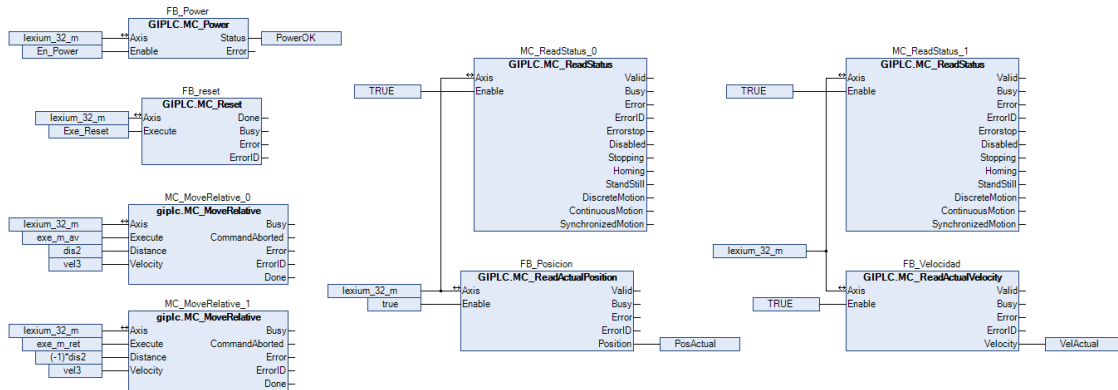 FB_Power
GIPLC.MC_Power
lexium_32_m Axis Status PowerOK
En_Power Enable Error
FB_reset
GIPLC.MC_Reset
lexium_32_m Axis Done
Exe_Reset Execute Busy
Error
ErrorID
MC_MoveRelative_0
giplc.MC_MoveRelative
lexium_32_m Axis Busy
exe_m_av Execute CommandAborted
dis2 Distance Error
vel3 Velocity ErrorID
Done
MC_MoveRelative_1
giplc.MC_MoveRelative
lexium_32_m Axis Busy
exe_m_ret Execute CommandAborted
(-1)*dis2 Distance Error
vel3 Velocity ErrorID
Done
MC_ReadStatus_0
GIPLC.MC_ReadStatus
Axis Valid
TRUE Enable Busy
Error
ErrorID
Errorstop
Disabled
Stopping
Homing
StandStill
DiscreteMotion
ContinuousMotion
SynchronizedMotion
FB_Posicion
GIPLC.MC_ReadActualPosition
lexium_32_m Axis Valid
true Enable Busy
Error
ErrorID
Position PosActual
MC_ReadStatus_1
GIPLC.MC_ReadStatus
Axis Valid
TRUE Enable Busy
Error
ErrorID
Errorstop
Disabled
Stopping
Homing
StandStill
DiscreteMotion
ContinuousMotion
SynchronizedMotion
lexium_32_m
FB_Velocidad
GIPLC.MC_ReadActualVelocity
Axis Valid
TRUE Enable Busy
Error
ErrorID
Velocity VelActual